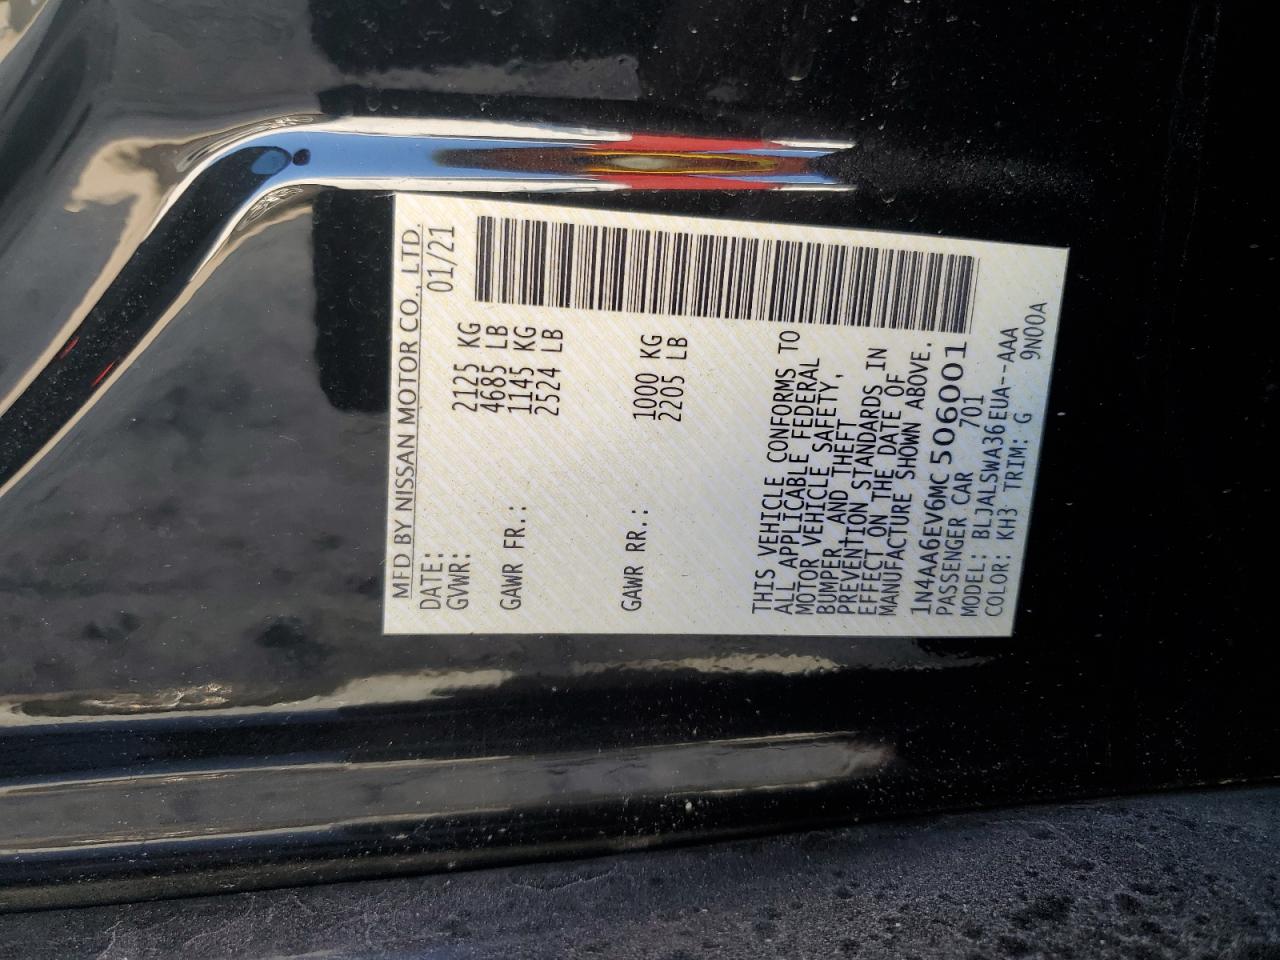 MFD BY NISSAN MOTOR CO., LTD.
DATE: 01/21
GVWR: 2125 KG
4685 LB
GAWR FR.: 1145 KG
2524 LB
GAWR RR.: 1000 KG
2205 LB
THIS VEHICLE CONFORMS TO
ALL APPLICABLE FEDERAL
MOTOR VEHICLE SAFETY,
BUMPER AND THEFT
PREVENTION STANDARDS IN
EFFECT ON THE DATE OF
MANUFACTURE SHOWN ABOVE.
1N4AA6EV6MC506001
PASSENGER CAR 701
MODEL: BLJALSWA36EUA--AAA
COLOR: KH3 TRIM: G 9N00A